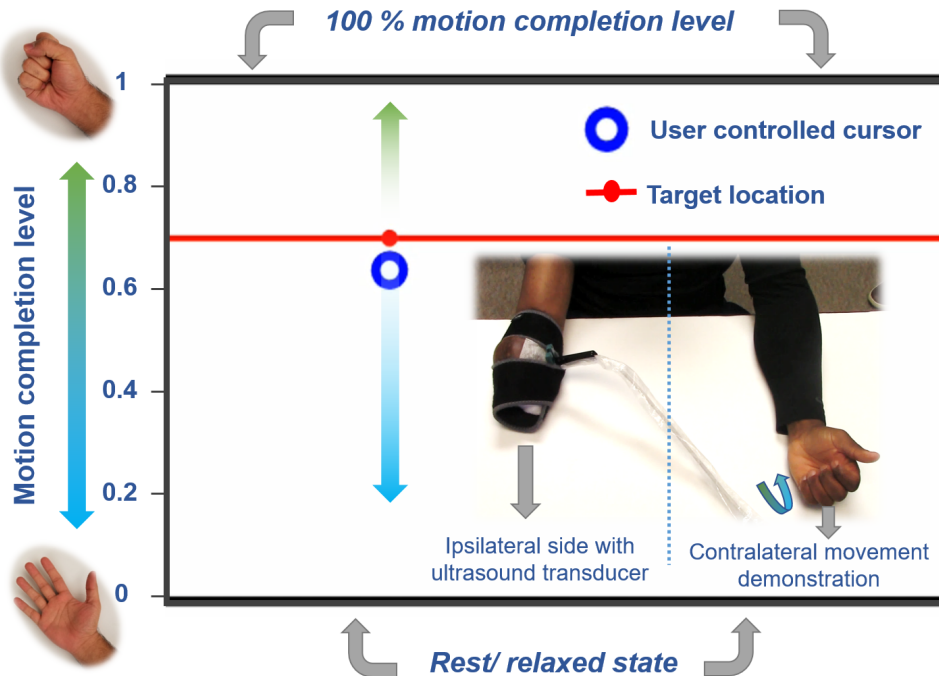 100 % motion completion level
1
User controlled cursor
0.8
Target location
Motion completion level
0.6
0.4
0.2
Ipsilateral side with
ultrasound transducer
Contralateral movement
demonstration
0
Rest/ relaxed state